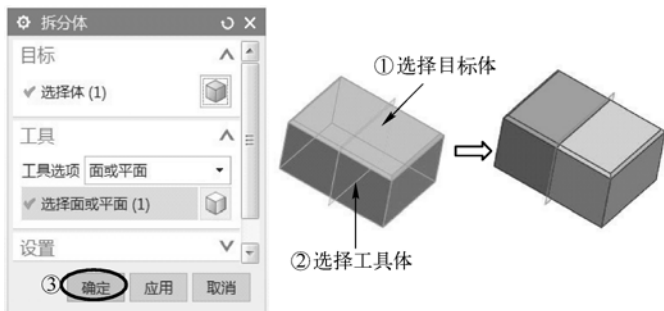 拆分体
目标
选择体 (1)
工具
工具选项 面或平面
选择面或平面 (1)
设置
③ 确定 应用 取消
①选择目标体
②选择工具体